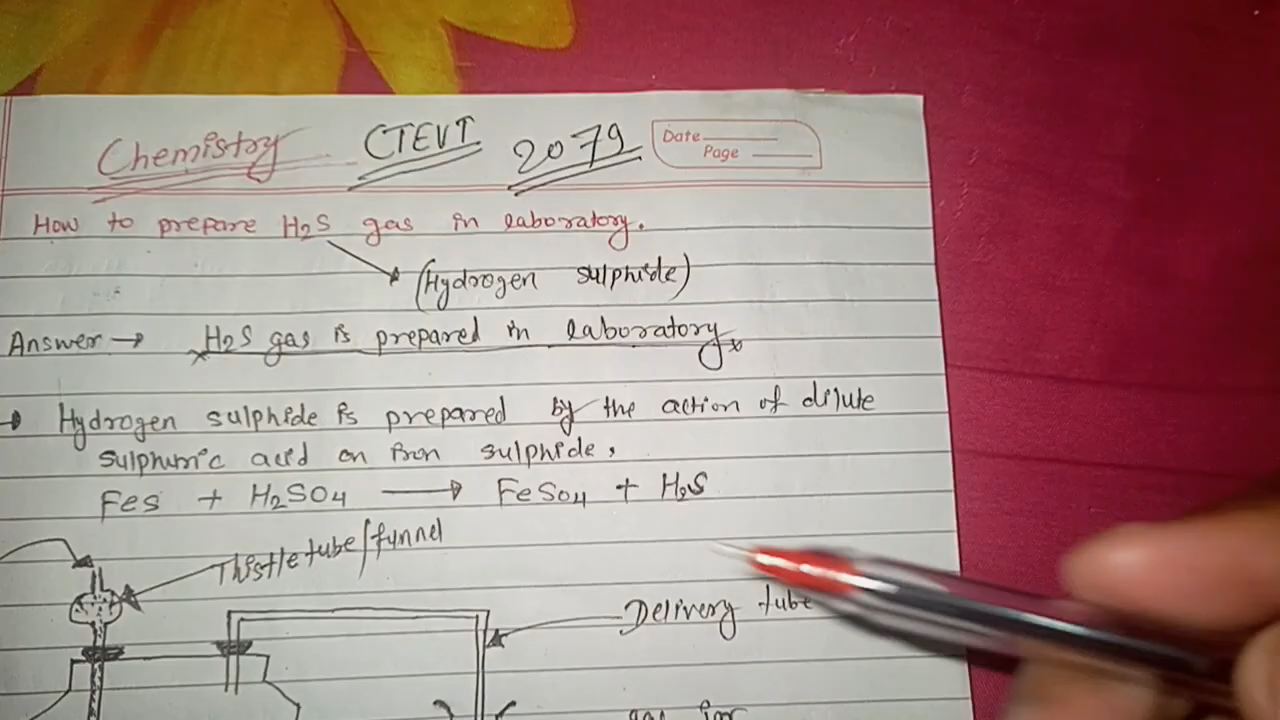 Chemistry CTEVT 2079 Date
Page
How to prepare H2S gas in laboratory.
(Hydrogen sulphide)
Answer → H2S gas is prepared in laboratory
→ Hydrogen sulphide is prepared by the action of dilute
sulphuric acid on iron sulphide,
FeS + H2SO4 → FeSO4 + H2S
Thistle tube/funnel
Delivery tube
gas jar